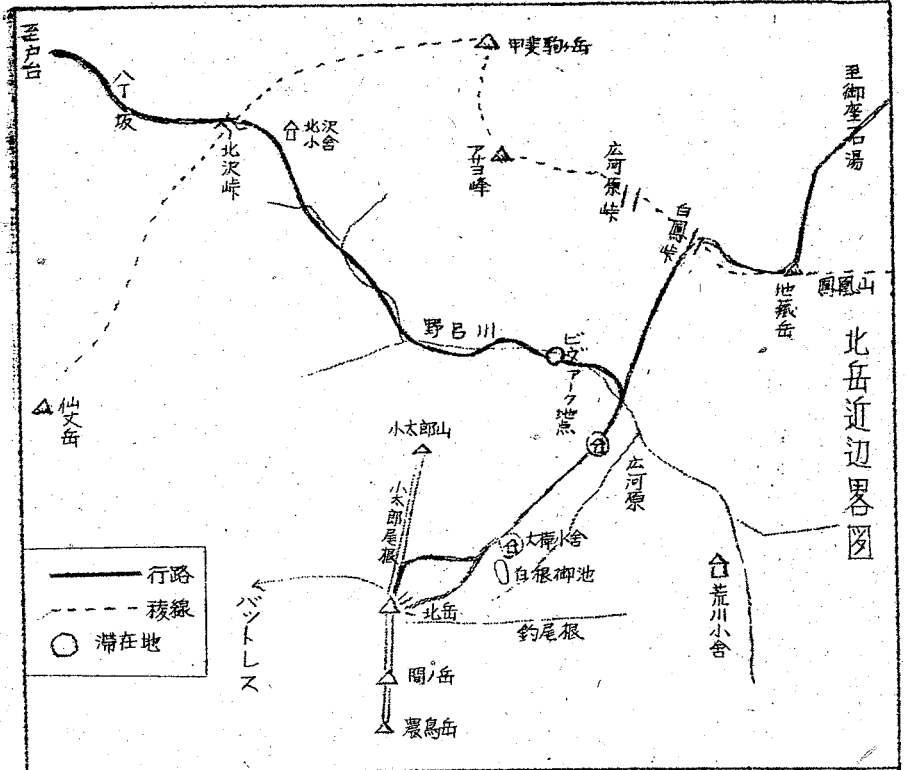 北岳近辺畧図
至戸台
八丁坂
北沢峠
北沢小舎
甲斐駒ヶ岳
アサヨ峰
広河原峠
白鳳峠
至御座石湯
地蔵岳
鳳凰山
野呂川
ビヴァーク地点
仙丈岳
小太郎山
小太郎尾根
広河原
大樺小舎
白根御池
北岳
釣尾根
荒川小舎
バットレス
間ノ岳
農鳥岳
行路
稜線
滞在地